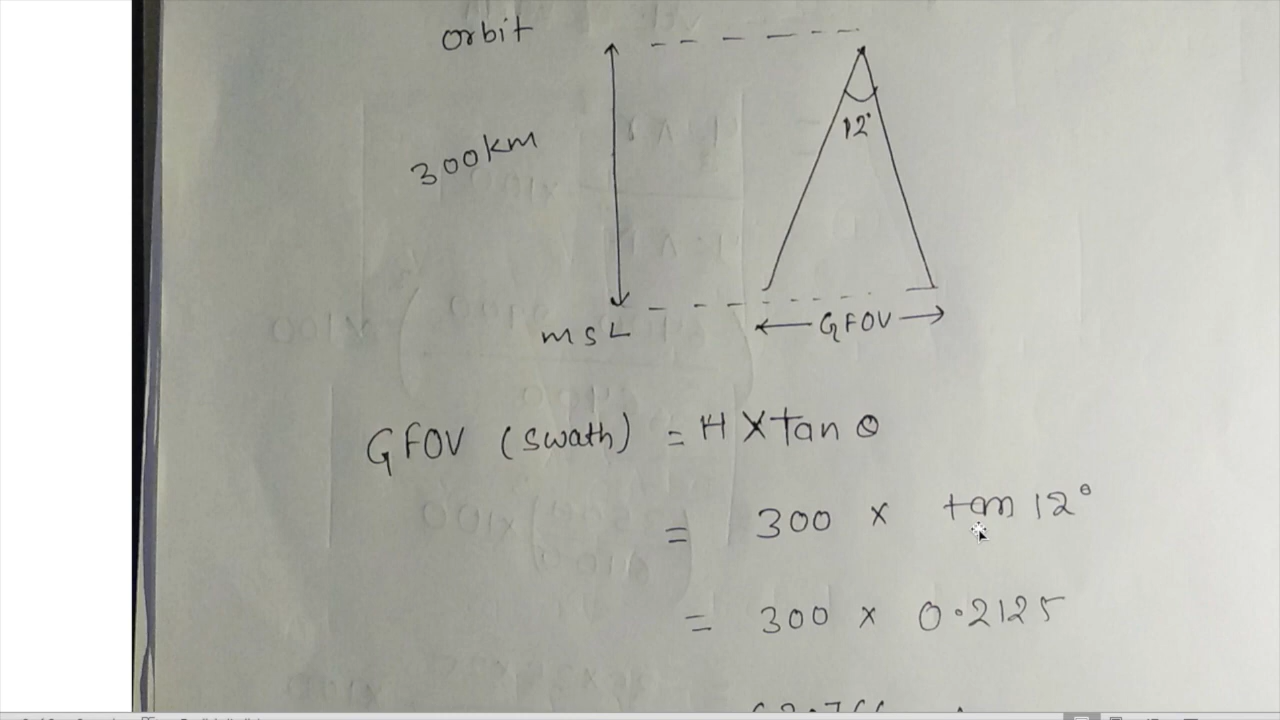 orbit
12°
300km
MSL
GFOV
GFOV (swath) = H X tan θ
= 300 x tan 12°
= 300 x 0.2125